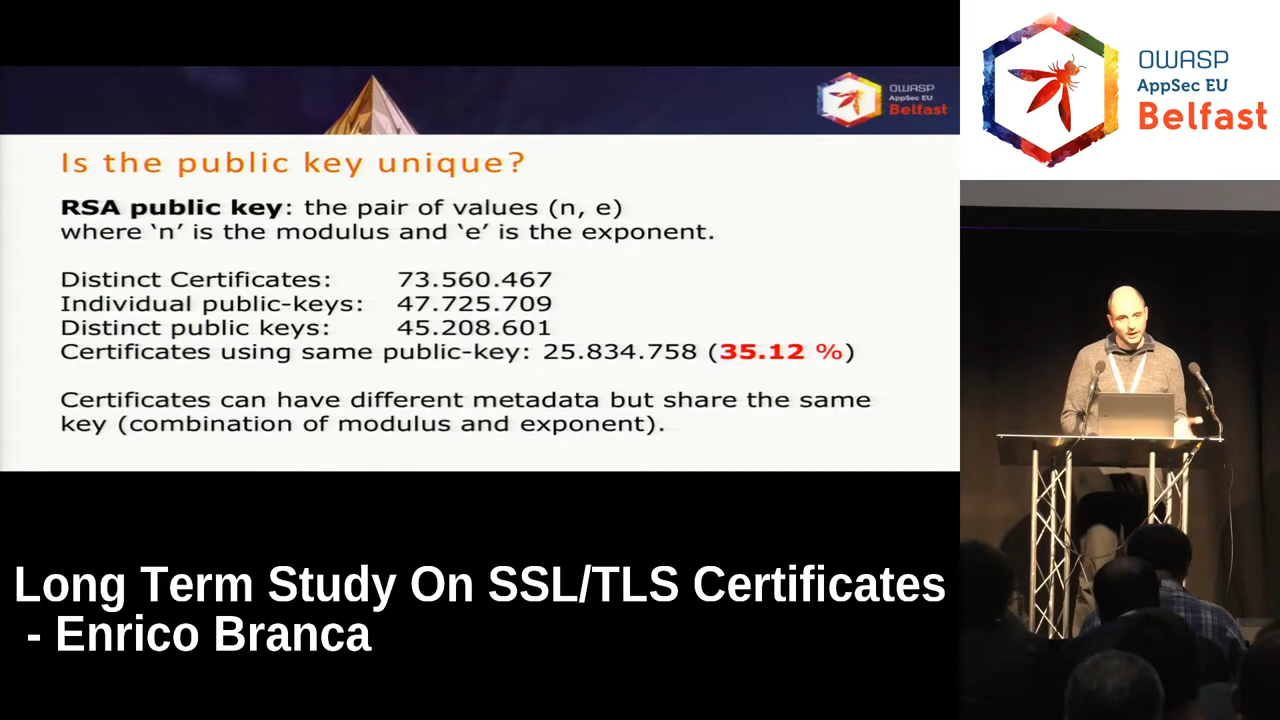 OWASP
AppSec EU
Belfast
Is the public key unique?
RSA public key: the pair of values (n, e)
where ‘n’ is the modulus and ‘e’ is the exponent.
Distinct Certificates: 73.560.467
Individual public-keys: 47.725.709
Distinct public keys: 45.208.601
Certificates using same public-key: 25.834.758 (35.12 %)
Certificates can have different metadata but share the same
key (combination of modulus and exponent).
OWASP
AppSec EU
Belfast
Long Term Study On SSL/TLS Certificates
- Enrico Branca